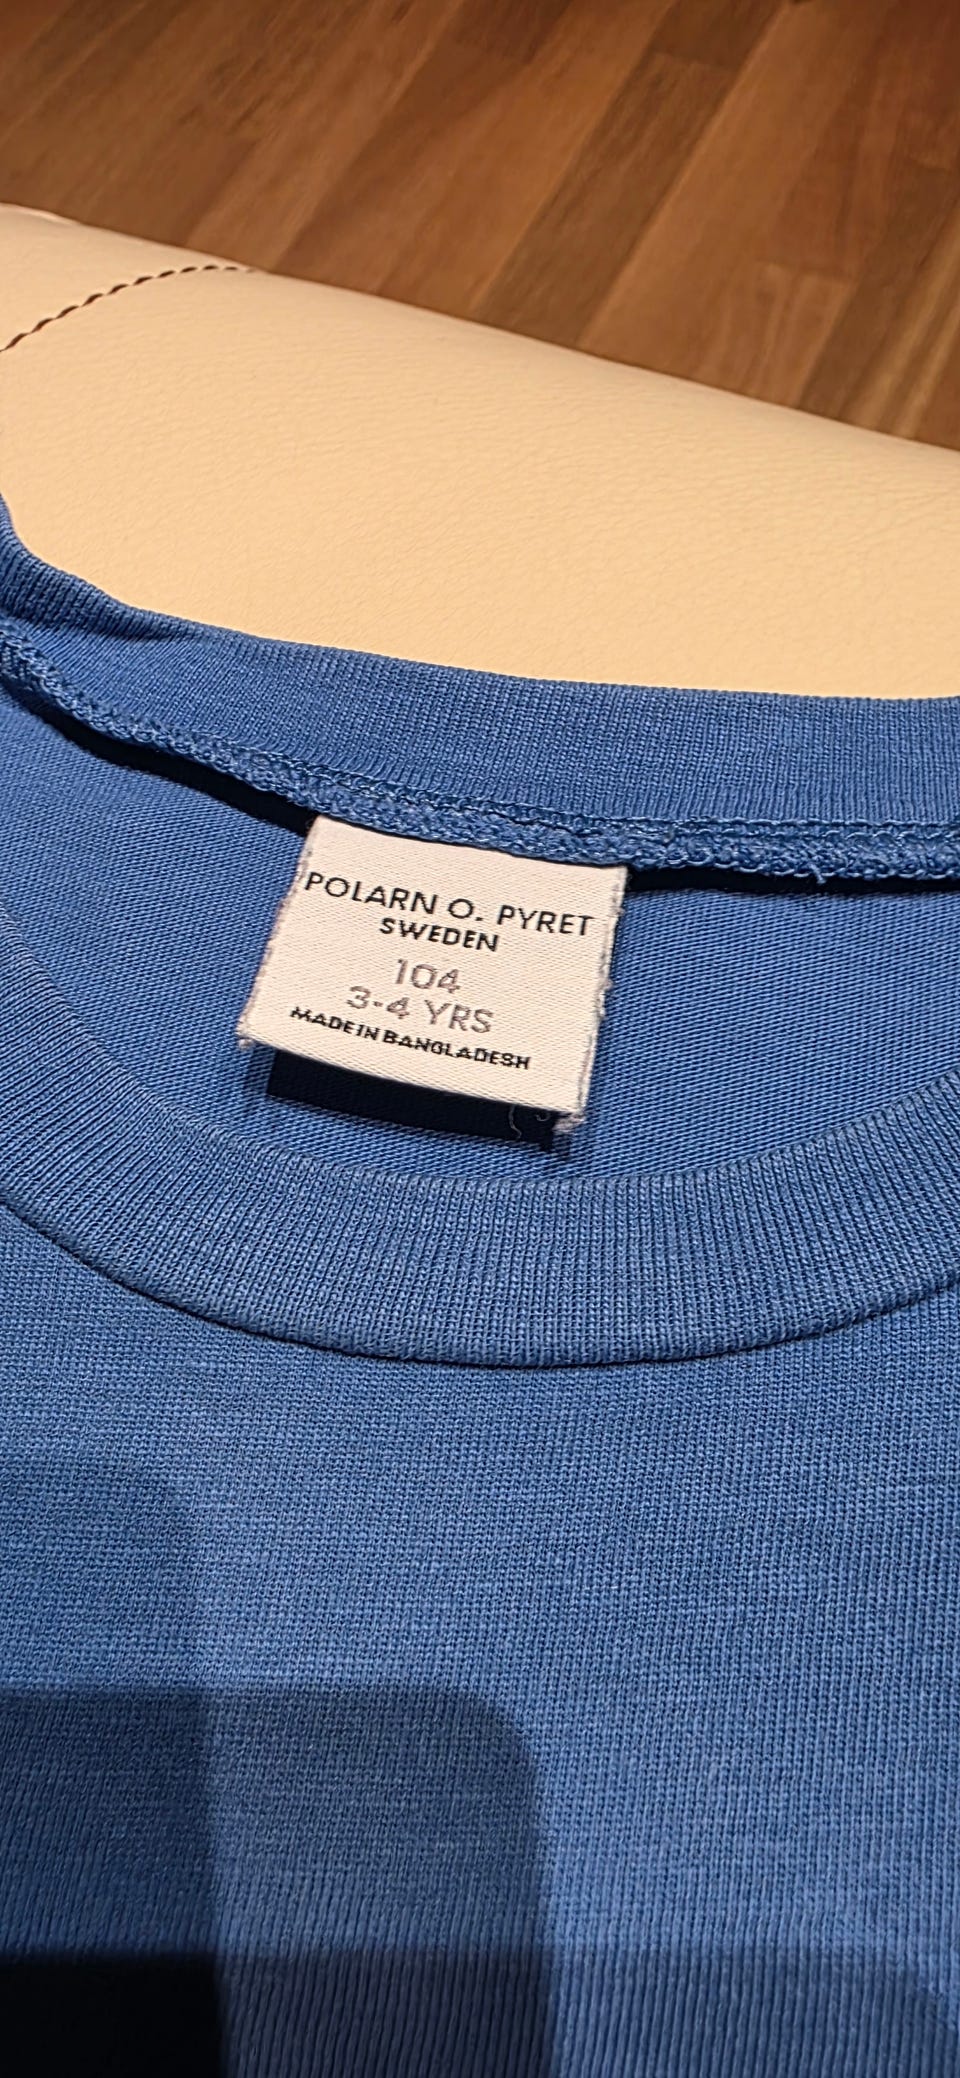 POLARN O. PYRET
SWEDEN
104
3-4 YRS
MADE IN BANGLADESH